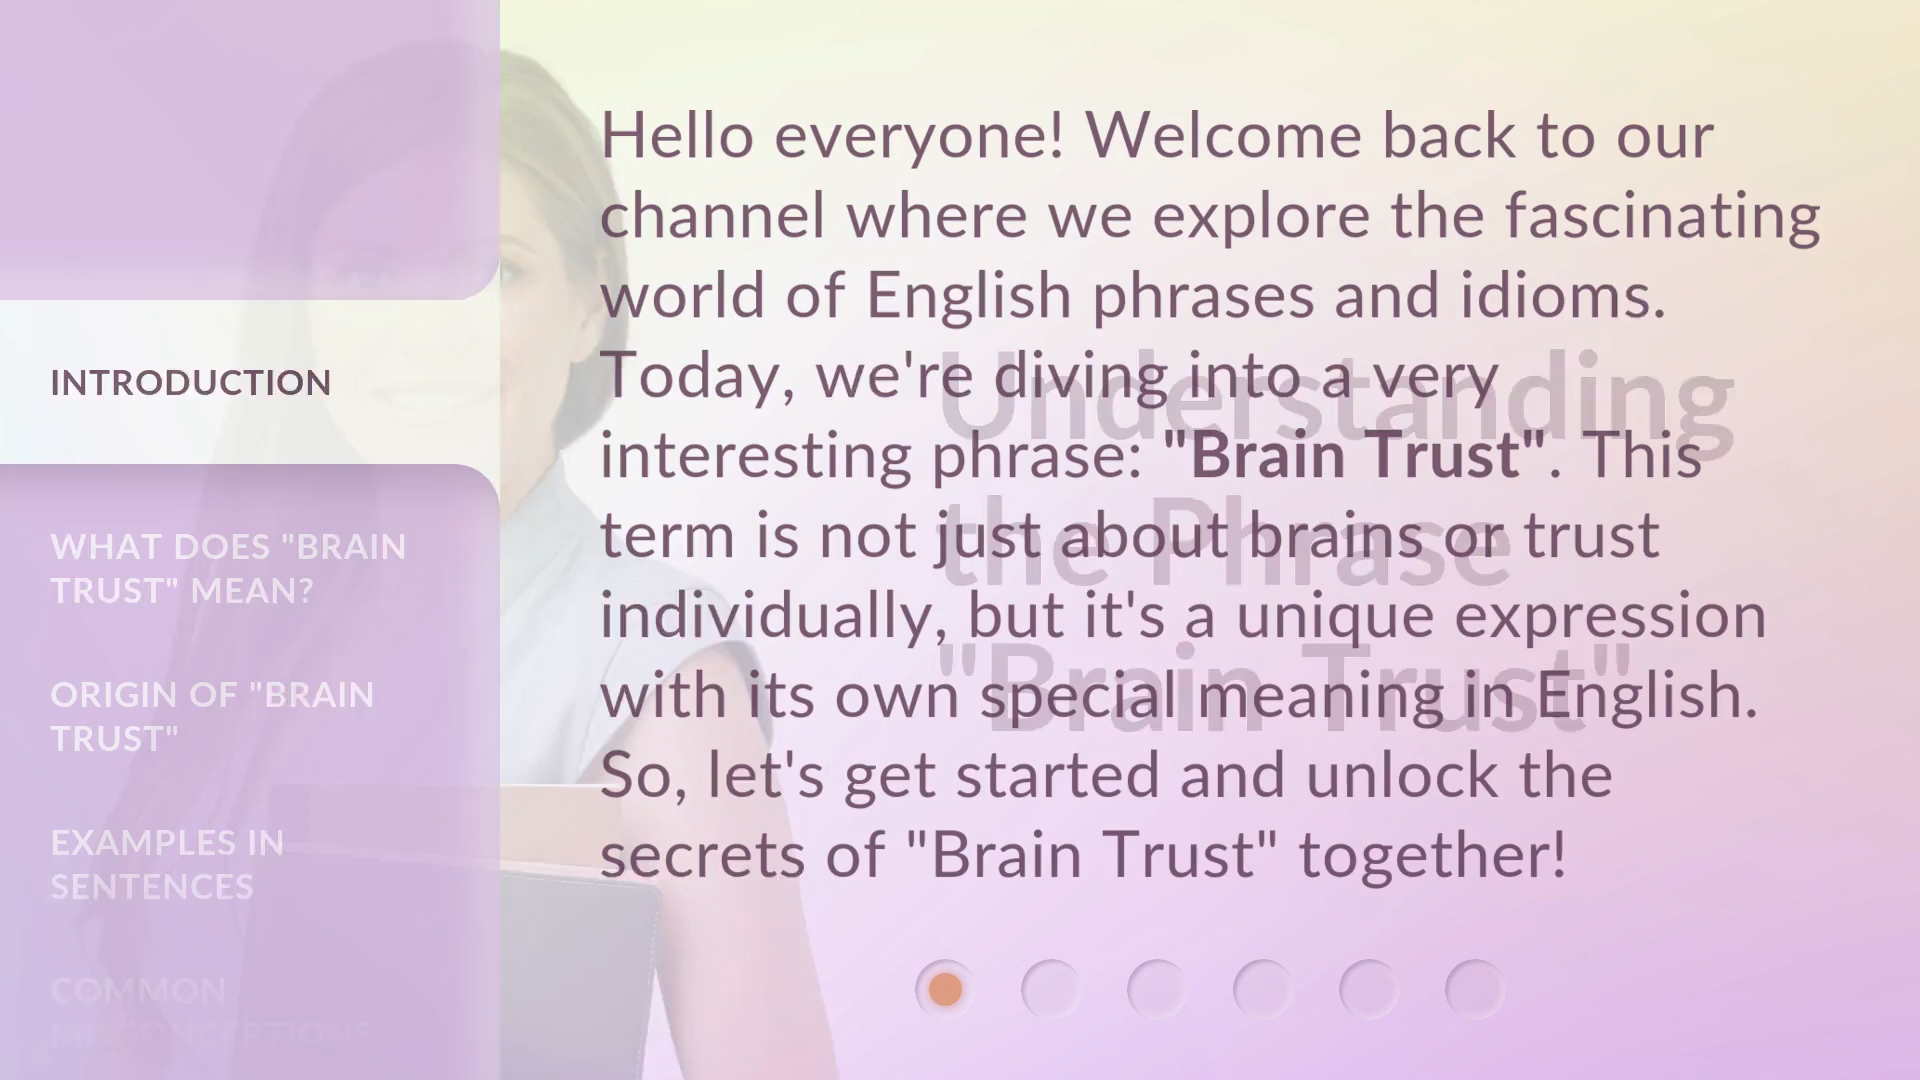 INTRODUCTION
WHAT DOES "BRAIN
TRUST" MEAN?
ORIGIN OF "BRAIN
TRUST"
EXAMPLES IN
SENTENCES
COMMON
MISCONCEPTIONS
Hello everyone! Welcome back to our
channel where we explore the fascinating
world of English phrases and idioms.
Today, we're diving into a very
interesting phrase: "Brain Trust". This
term is not just about brains or trust
individually, but it's a unique expression
with its own special meaning in English.
So, let's get started and unlock the
secrets of "Brain Trust" together!
Understanding
the Phrase
"Brain Trust"